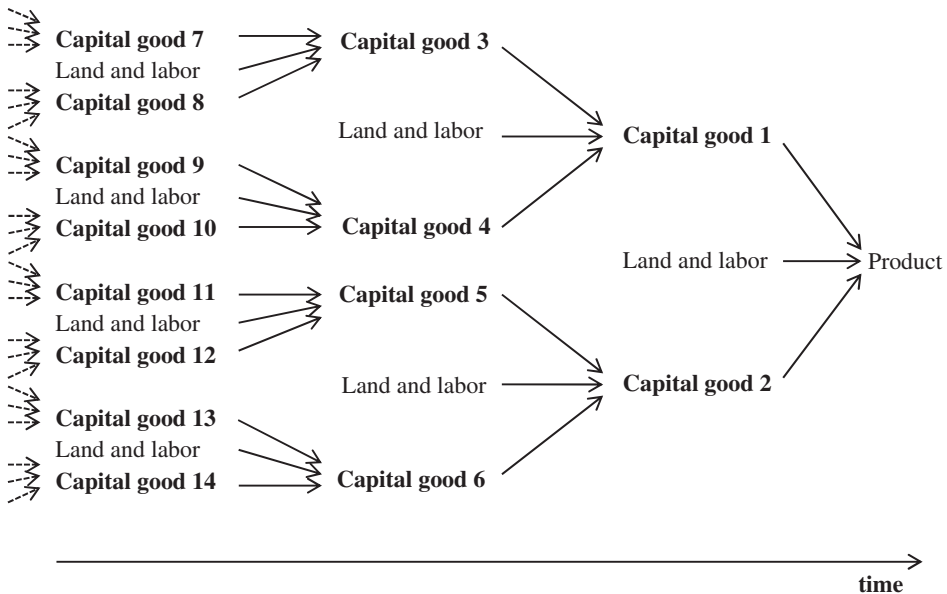 Capital good 7
Land and labor
Capital good 8
Capital good 9
Land and labor
Capital good 10
Capital good 11
Land and labor
Capital good 12
Capital good 13
Land and labor
Capital good 14
Capital good 3
Land and labor
Capital good 4
Capital good 5
Land and labor
Capital good 6
Capital good 1
Land and labor
Capital good 2
Product
time